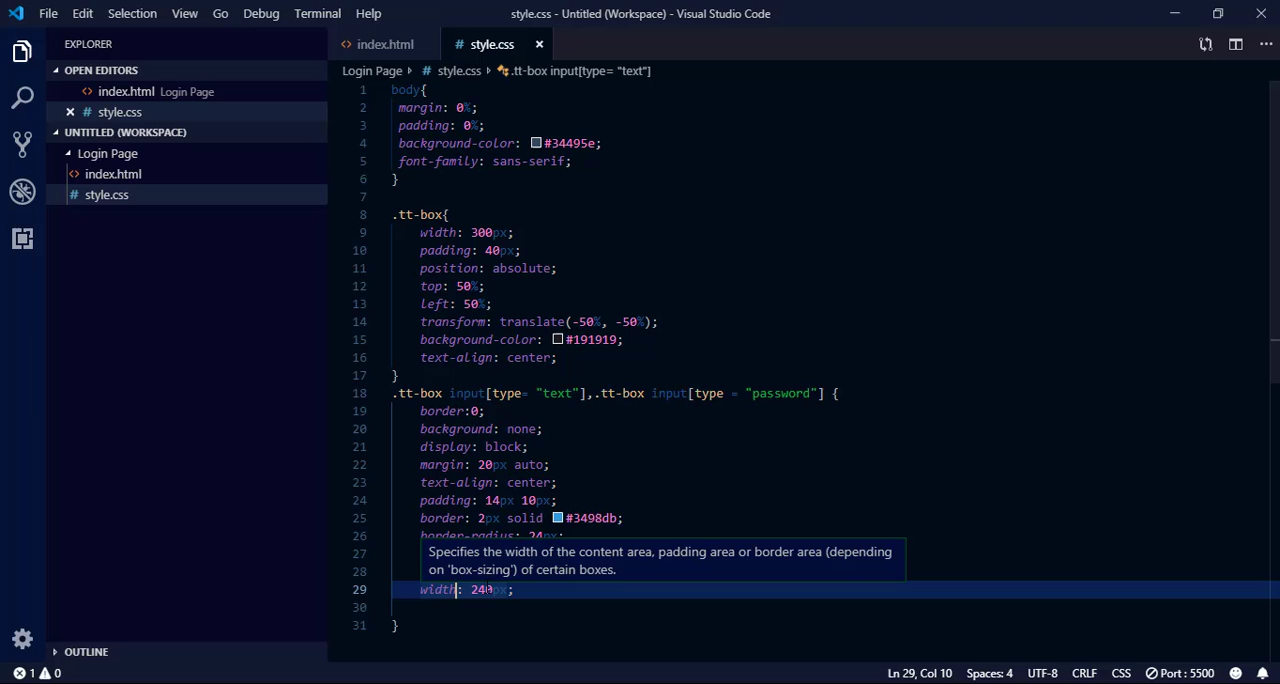 File Edit Selection View Go Debug Terminal Help
style.css - Untitled (Workspace) - Visual Studio Code
EXPLORER
OPEN EDITORS
index.html Login Page
style.css
UNTITLED (WORKSPACE)
Login Page
index.html
style.css
OUTLINE
index.html
style.css
Login Page style.css .tt-box input[type= "text"]
1 body{
2 margin: 0%;
3 padding: 0%;
4 background-color: #34495e;
5 font-family: sans-serif;
6 }
7
8 .tt-box{
9 width: 300px;
10 padding: 40px;
11 position: absolute;
12 top: 50%;
13 left: 50%;
14 transform: translate(-50%, -50%);
15 background-color: #191919;
16 text-align: center;
17 }
18 .tt-box input[type= "text"],.tt-box input[type = "password"] {
19 border:0;
20 background: none;
21 display: block;
22 margin: 20px auto;
23 text-align: center;
24 padding: 14px 10px;
25 border: 2px solid #3498db;
26 border-radius: 24px;
27
28
Specifies the width of the content area, padding area or border area (depending
on 'box-sizing') of certain boxes.
29 width: 240px;
30
31 }
1 0
Ln 29, Col 10 Spaces: 4 UTF-8 CRLF CSS Port : 5500